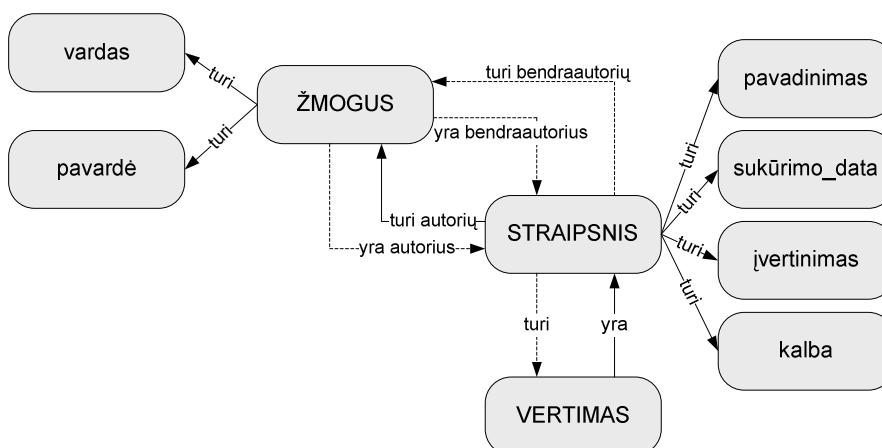 vardas
turi
pavardė
turi
ŽMOGUS
turi bendraautorių
yra bendraautorius
turi autorių
yra autorius
STRAIPSNIS
turi
yra
VERTIMAS
turi
pavadinimas
turi
sukūrimo_data
turi
įvertinimas
turi
kalba